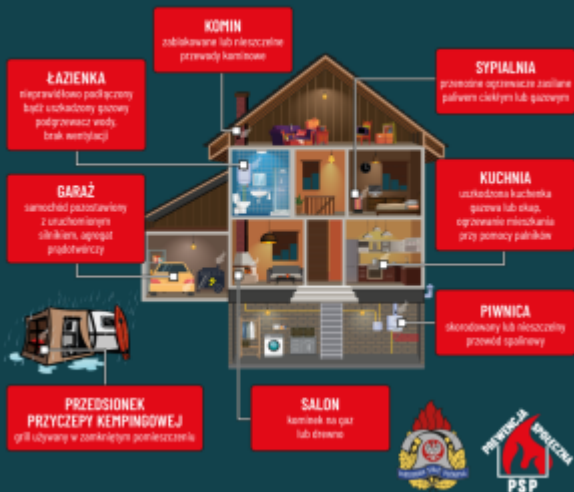 KOMIN
zablokowane lub nieszczelne
przewody kominowe
ŁAZIENKA
nieprawidłowo podłączony
bądź uszkodzony gazowy
podgrzewacz wody,
brak wentylacji
SYPIALNIA
przenośne ogrzewacze zasilane
paliwem ciekłym lub gazowym
GARAŻ
samochód pozostawiony
z uruchomionym
silnikiem, agregat
prądotwórczy
KUCHNIA
uszkodzona kuchenka
gazowa lub okap,
ogrzewanie mieszkania
przy pomocy palników
PIWNICA
skorodowany lub nieszczelny
przewód spalinowy
PRZEDSIONEK
PRZYCZEPY KEMPINGOWEJ
grill używany w zamkniętym pomieszczeniu
SALON
kominek na gaz
lub drewno
PREWENCJA SPOŁECZNA
PSP